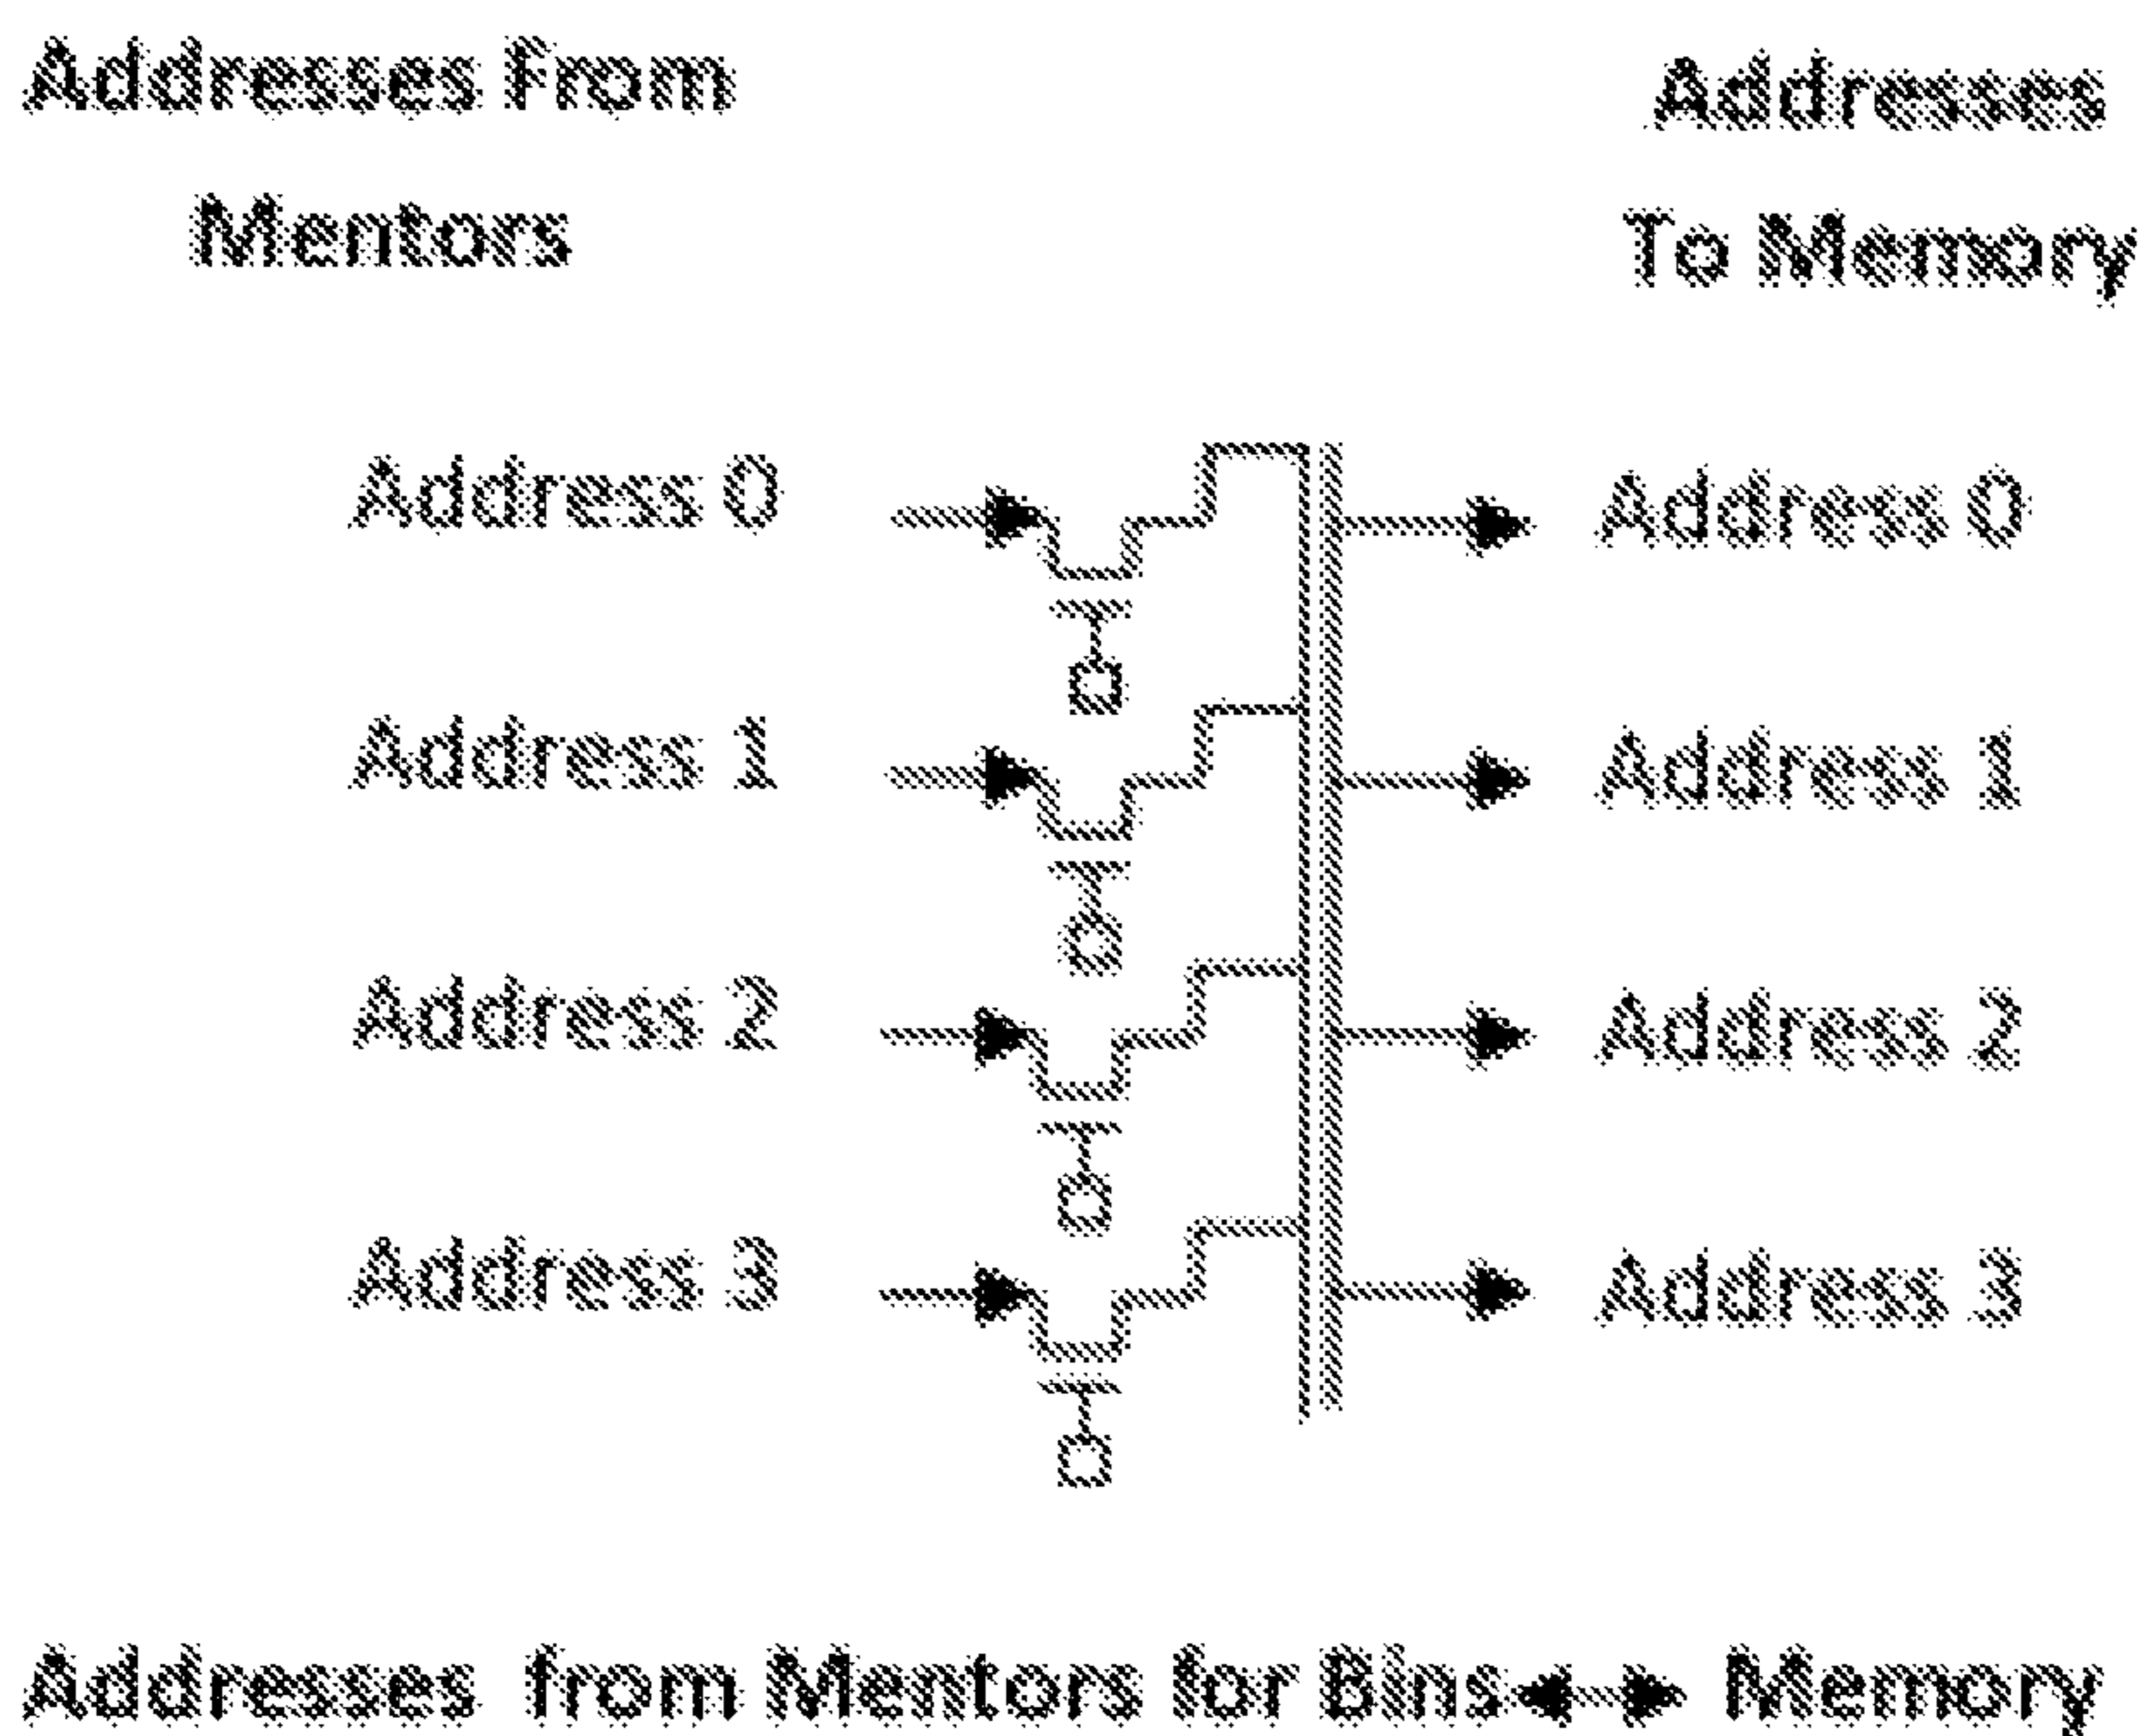 Addresses From
Mentors
Addresses
To Memory
Address 0
Address 0
Address 1
Address 1
Address 2
Address 2
Address 3
Address 3
Addresses from Mentors for Bins Memory